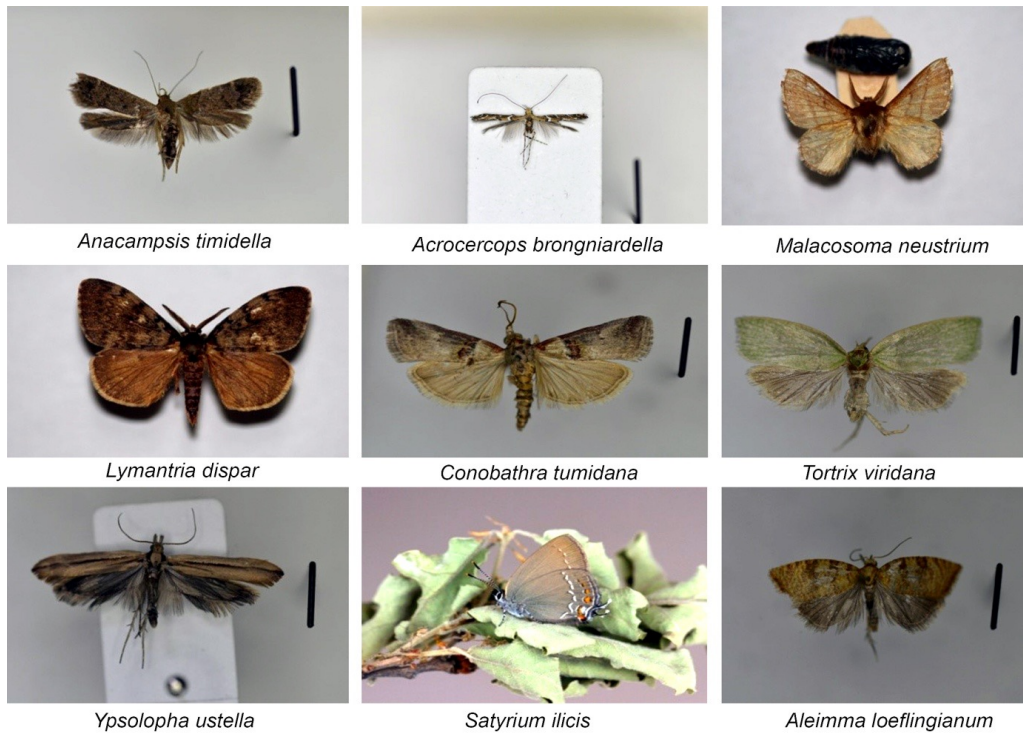 Anacampsis timidella
Acrocercops brongniardella
Malacosoma neustrium
Lymantria dispar
Conobathra tumidana
Tortrix viridana
Ypsolopha ustella
Satyrium ilicis
Aleimma loeflingianum